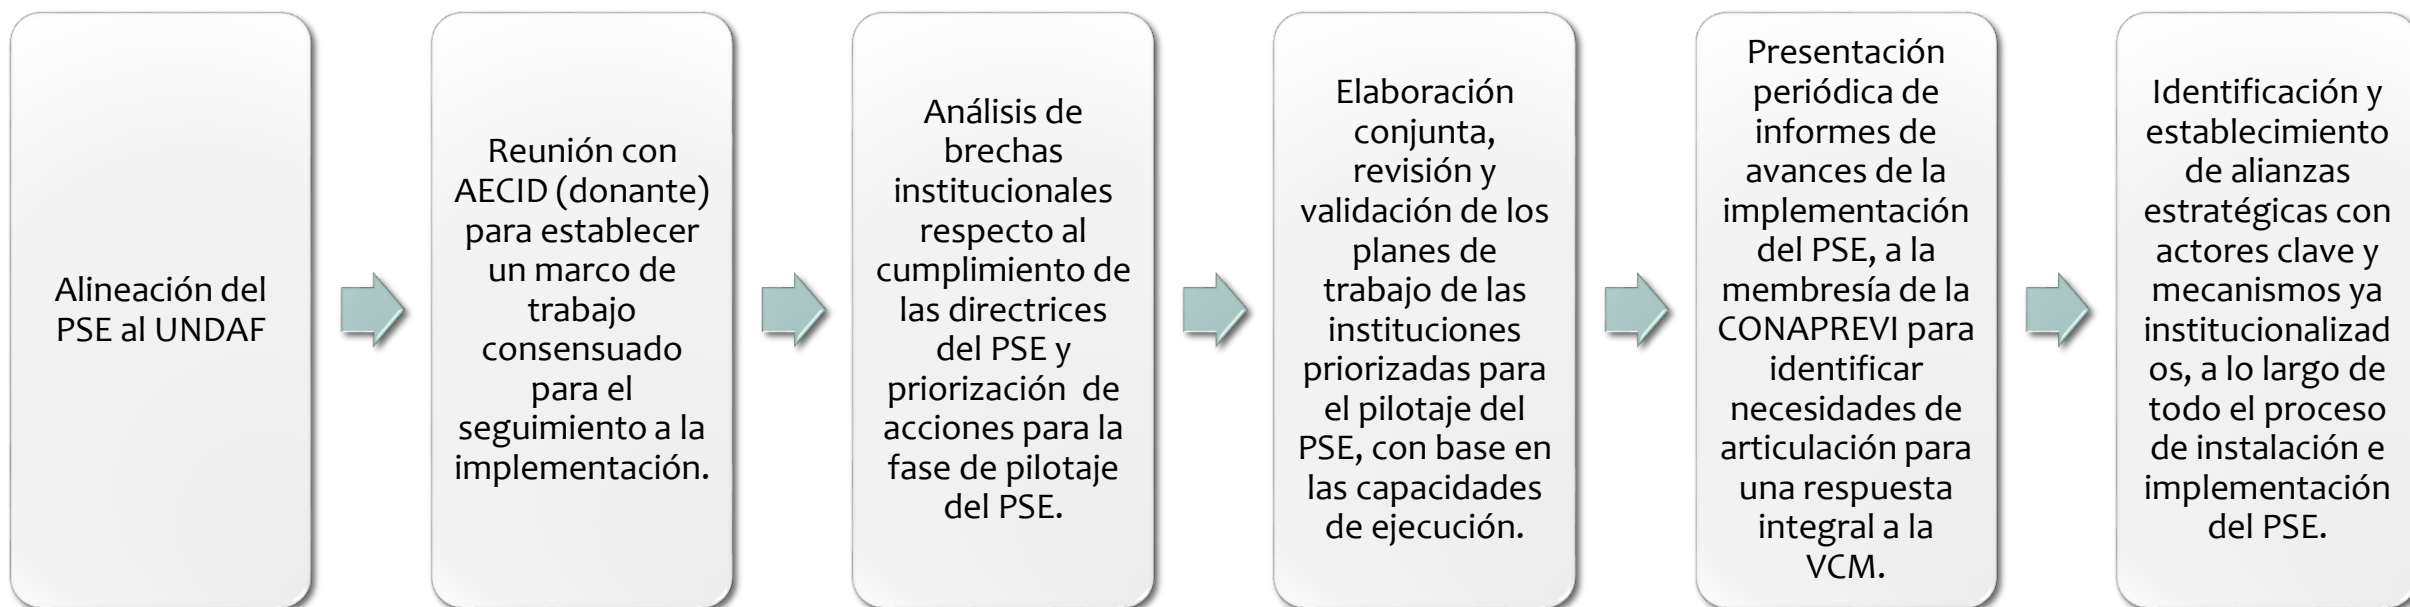 Alineación del
PSE al UNDAF
Reunión con
AECID (donante)
para establecer
un marco de
trabajo
consensuado
para el
seguimiento a la
implementación.
Análisis de
brechas
institucionales
respecto al
cumplimiento de
las directrices
del PSE y
priorización de
acciones para la
fase de pilotaje
del PSE.
Elaboración
conjunta,
revisión y
validación de los
planes de
trabajo de las
instituciones
priorizadas para
el pilotaje del
PSE, con base en
las capacidades
de ejecución.
Presentación
periódica de
informes de
avances de la
implementación
del PSE, a la
membresía de la
CONAPREVI para
identificar
necesidades de
articulación para
una respuesta
integral a la
VCM.
Identificación y
establecimiento
de alianzas
estratégicas con
actores clave y
mecanismos ya
institucionalizad
os, a lo largo de
todo el proceso
de instalación e
implementación
del PSE.